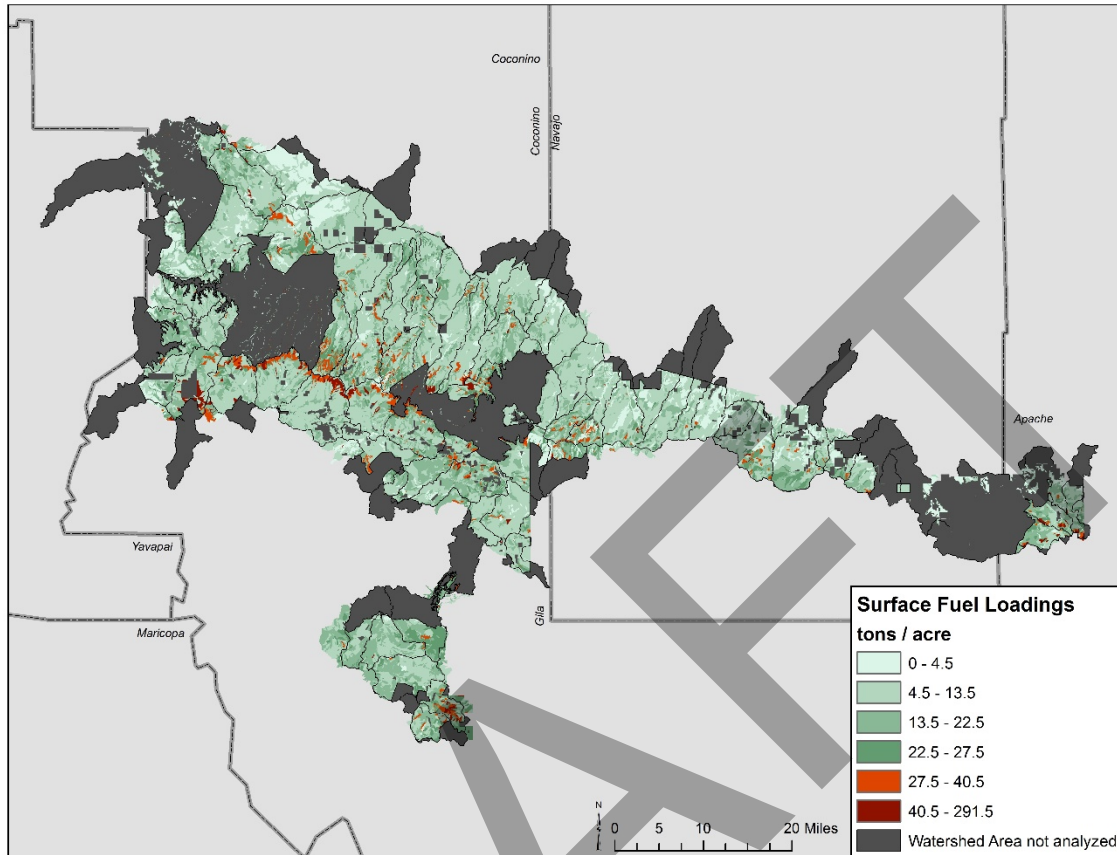 Coconino
Coconino
Navajo
Apache
Yavapai
Maricopa
Gila
Surface Fuel Loadings
tons / acre
0 - 4.5
4.5 - 13.5
13.5 - 22.5
22.5 - 27.5
27.5 - 40.5
40.5 - 291.5
Watershed Area not analyzed
N
0 5 10 20 Miles
AFT